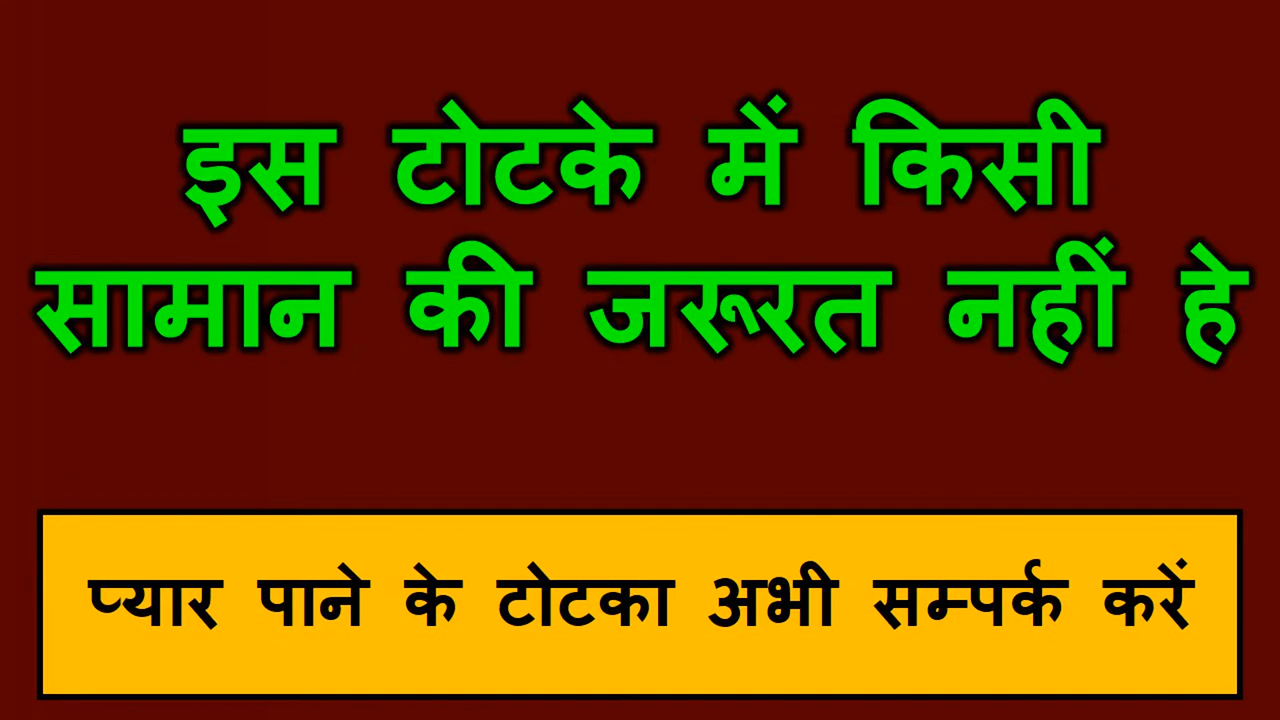 इस टोटके में किसी
सामान की जरूरत नहीं हे
प्यार पाने के टोटका अभी सम्पर्क करें